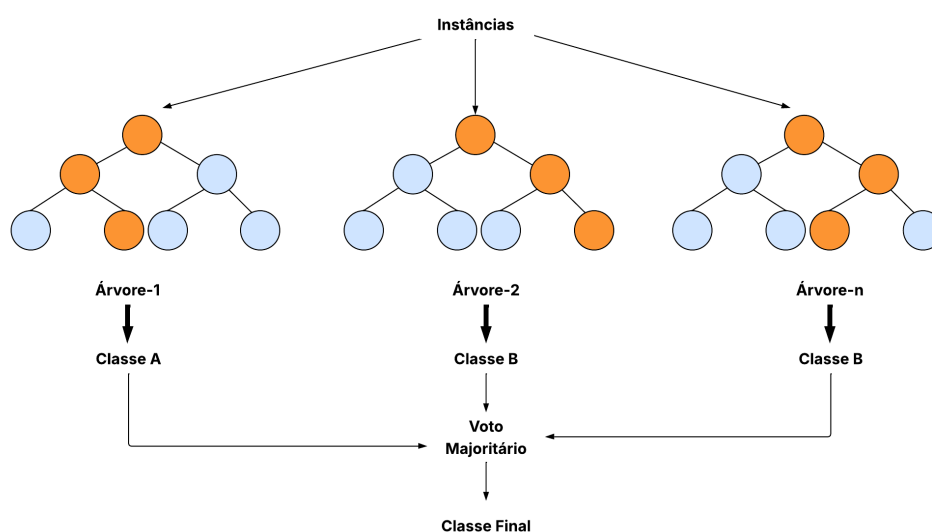 Instâncias
Árvore-1
Árvore-2
Árvore-n
Classe A
Classe B
Classe B
Voto
Majoritário
Classe Final